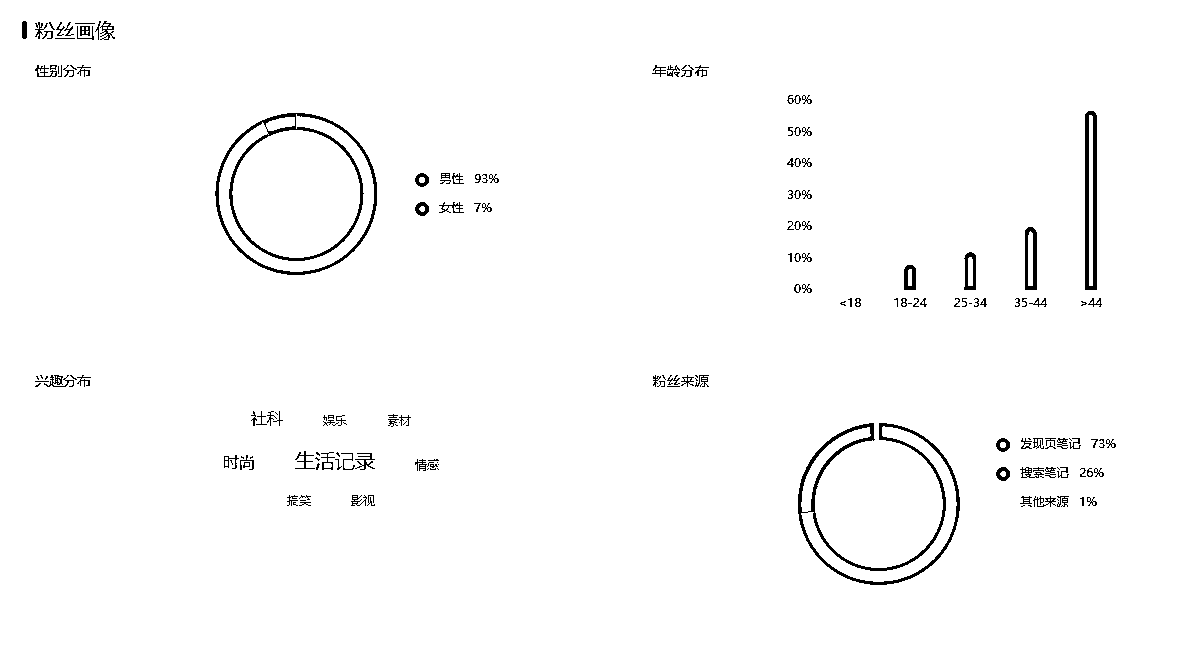 粉丝画像
性别分布
男性 93%
女性 7%
年龄分布
60%
50%
40%
30%
20%
10%
0%
<18 18-24 25-34 35-44 >44
兴趣分布
社科 娱乐 素材
时尚 生活记录 情感
搞笑 影视
粉丝来源
发现页笔记 73%
搜索笔记 26%
其他来源 1%